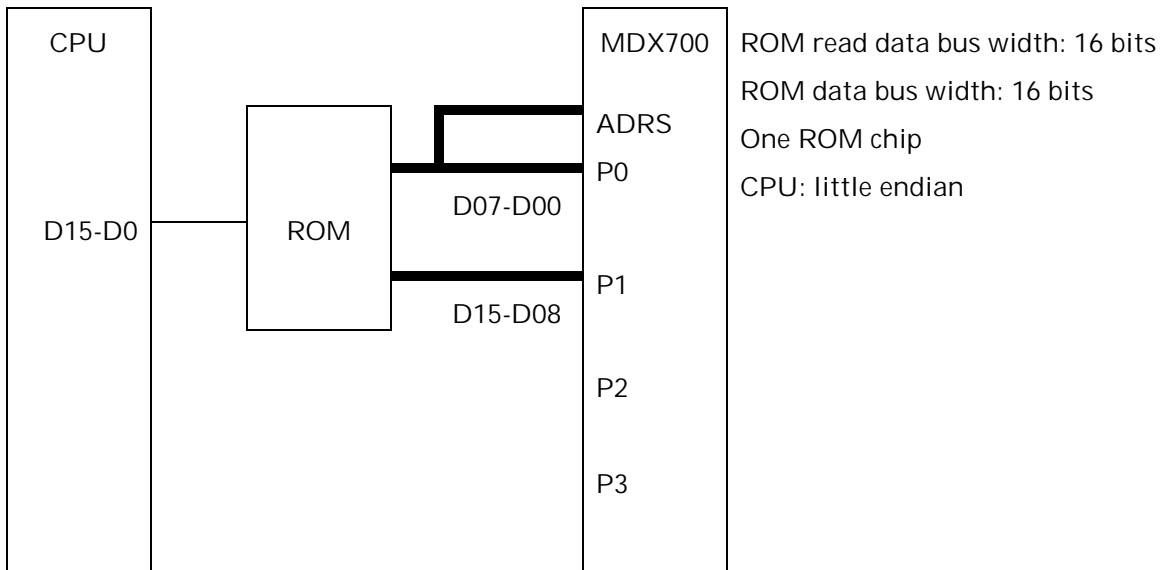 CPU
MDX700
ROM read data bus width: 16 bits
ROM data bus width: 16 bits
ADRS
One ROM chip
P0
CPU: little endian
D07-D00
D15-D0
ROM
P1
D15-D08
P2
P3